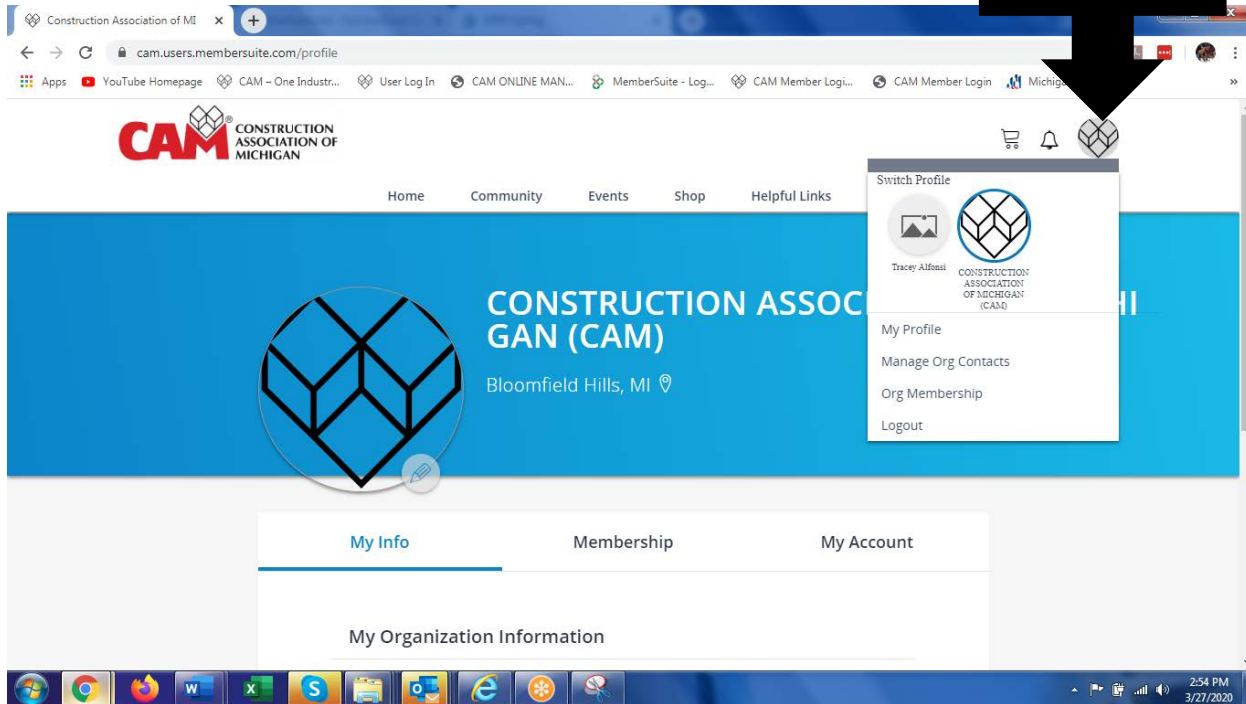 Construction Association of MI
cam.users.membersuite.com/profile
Apps YouTube Homepage CAM – One Industr... User Log In CAM ONLINE MAN... MemberSuite - Log... CAM Member Logi... CAM Member Login Michig
CAM®
CONSTRUCTION
ASSOCIATION OF
MICHIGAN
Home Community Events Shop Helpful Links
Switch Profile
Tracey Alfonsi
CONSTRUCTION
ASSOCIATION
OF MICHIGAN
(CAM)
My Profile
Manage Org Contacts
Org Membership
Logout
CONSTRUCTION ASSOC HI
GAN (CAM)
Bloomfield Hills, MI
My Info Membership My Account
My Organization Information
2:54 PM
3/27/2020